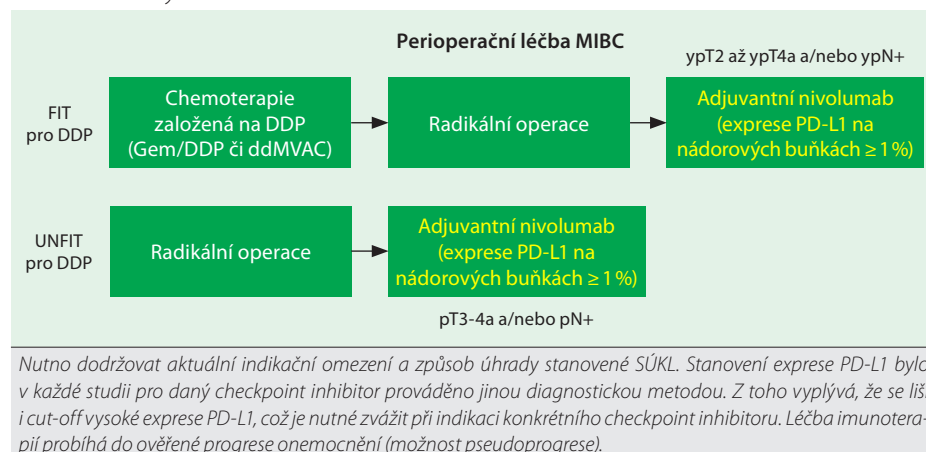 Perioperační léčba MIBC
ypT2 až ypT4a a/nebo ypN+
FIT
pro DDP
Chemoterapie
založená na DDP
(Gem/DDP či ddMVAC)
Radikální operace
Adjuvantní nivolumab
(exprese PD-L1 na
nádorových buňkách ≥ 1 %)
UNFIT
pro DDP
Radikální operace
Adjuvantní nivolumab
(exprese PD-L1 na
nádorových buňkách ≥ 1 %)
pT3-4a a/nebo pN+
Nutno dodržovat aktuální indikační omezení a způsob úhrady stanovené SÚKL. Stanovení exprese PD-L1 bylo
v každé studii pro daný checkpoint inhibitor prováděno jinou diagnostickou metodou. Z toho vyplývá, že se liší
i cut-off vysoké exprese PD-L1, což je nutné zvážit při indikaci konkrétního checkpoint inhibitoru. Léčba imunotera-
pií probíhá do ověřené progrese onemocnění (možnost pseudoprogrese).